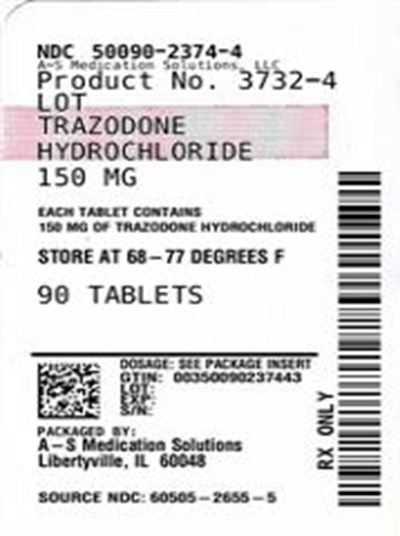 NDC 50090-2374-4
A-S Medication Solutions, LLC
Product No. 3732-4
LOT
TRAZODONE
HYDROCHLORIDE
150 MG
EACH TABLET CONTAINS
150 MG OF TRAZODONE HYDROCHLORIDE
STORE AT 68-77 DEGREES F
90 TABLETS
DOSAGE: SEE PACKAGE INSERT
GTIN: 00350090237443
LOT:
EXP:
S/N:
PACKAGED BY:
A-S Medication Solutions
Libertyville, IL 60048
SOURCE NDC: 60505-2655-5
RX ONLY